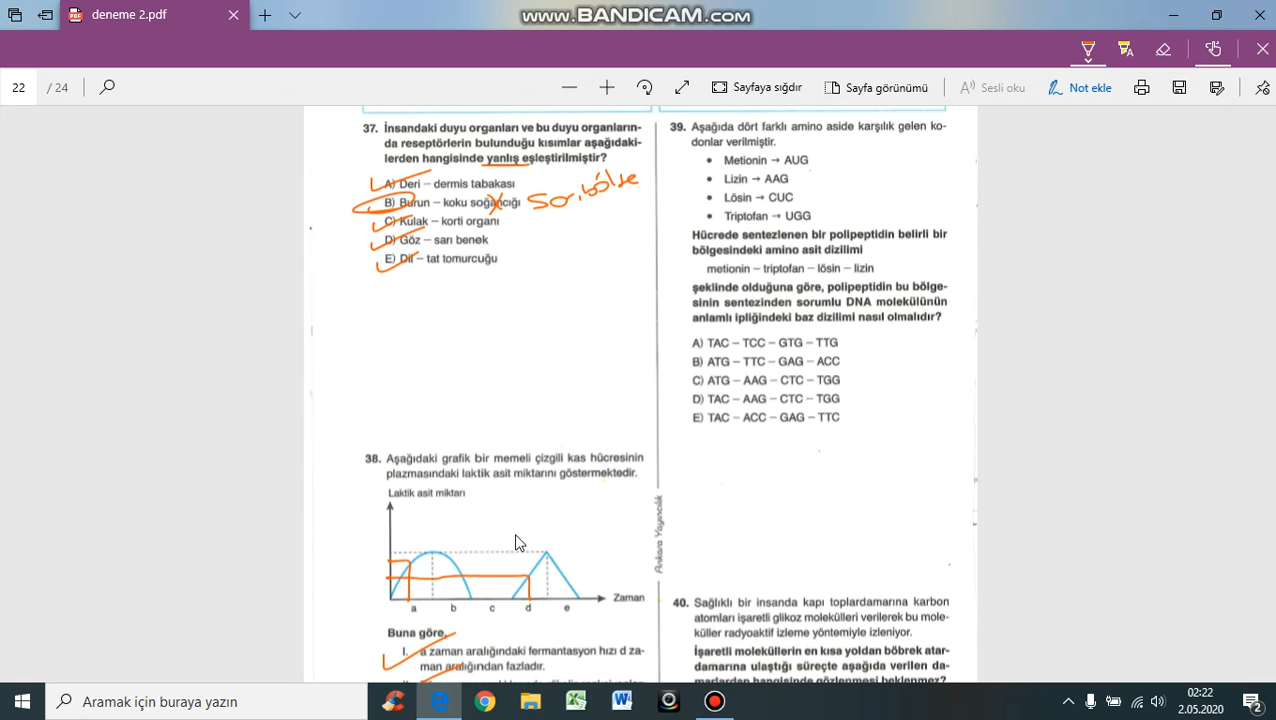 deneme 2.pdf
WWW.BANDICAM.COM
22 / 24
Sayfaya sığdır
Sayfa görünümü
Sesli oku
Not ekle
37. İnsandaki duyu organları ve bu duyu organların-
da reseptörlerin bulunduğu kısımlar aşağıdaki-
lerden hangisinde yanlış eşleştirilmiştir?
A) Deri – dermis tabakası
B) Burun – koku soğancığı
Sarı bölge
C) Kulak – korti organı
D) Göz – sarı benek
E) Dil – tat tomurcuğu
38. Aşağıdaki grafik bir memeli çizgili kas hücresinin
plazmasındaki laktik asit miktarını göstermektedir.
Laktik asit miktarı
Zaman
a b c d e
Buna göre,
I. a zaman aralığındaki fermantasyon hızı d za-
man aralığından fazladır.
Ankara Yayıncılık
39. Aşağıda dört farklı amino aside karşılık gelen ko-
donlar verilmiştir.
• Metionin → AUG
• Lizin → AAG
• Lösin → CUC
• Triptofan → UGG
Hücrede sentezlenen bir polipeptidin belirli bir
bölgesindeki amino asit dizilimi
metionin – triptofan – lösin – lizin
şeklinde olduğuna göre, polipeptidin bu bölge-
sinin sentezinden sorumlu DNA molekülünün
anlamlı ipliğindeki baz dizilimi nasıl olmalıdır?
A) TAC – TCC – GTG – TTG
B) ATG – TTC – GAG – ACC
C) ATG – AAG – CTC – TGG
D) TAC – AAG – CTC – TGG
E) TAC – ACC – GAG – TTC
40. Sağlıklı bir insanda kapı toplardamarına karbon
atomları işaretli glikoz molekülleri verilerek bu mole-
küller radyoaktif izleme yöntemiyle izleniyor.
İşaretli moleküllerin en kısa yoldan böbrek atar-
damarına ulaştığı süreçte aşağıda verilen da-
marlardan hangisinde gözlenmesi beklenmez?
Aramak için buraya yazın
02:22
2.05.2020